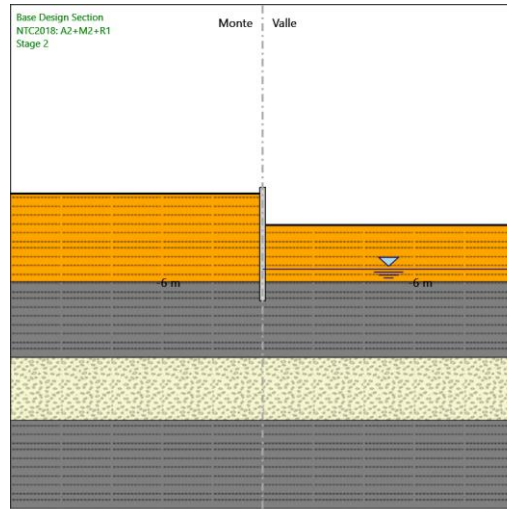 Base Design Section
NTC2018: A2+M2+R1
Stage 2
Monte
Valle
-6 m
-6 m